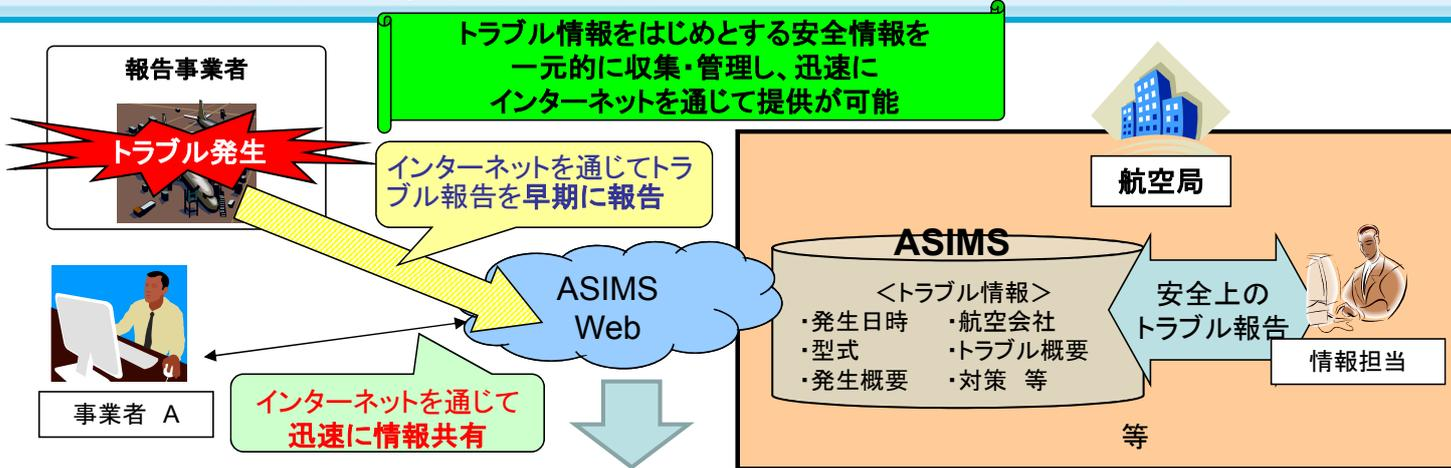 トラブル情報をはじめとする安全情報を
一元的に収集・管理し、迅速に
インターネットを通じて提供が可能
報告事業者
トラブル発生
インターネットを通じてトラ
ブル報告を早期に報告
航空局
ASIMS
Web
ASIMS
＜トラブル情報＞
・発生日時 ・航空会社
・型式 ・トラブル概要
・発生概要 ・対策 等
安全上の
トラブル報告
情報担当
事業者 A
インターネットを通じて
迅速に情報共有
等